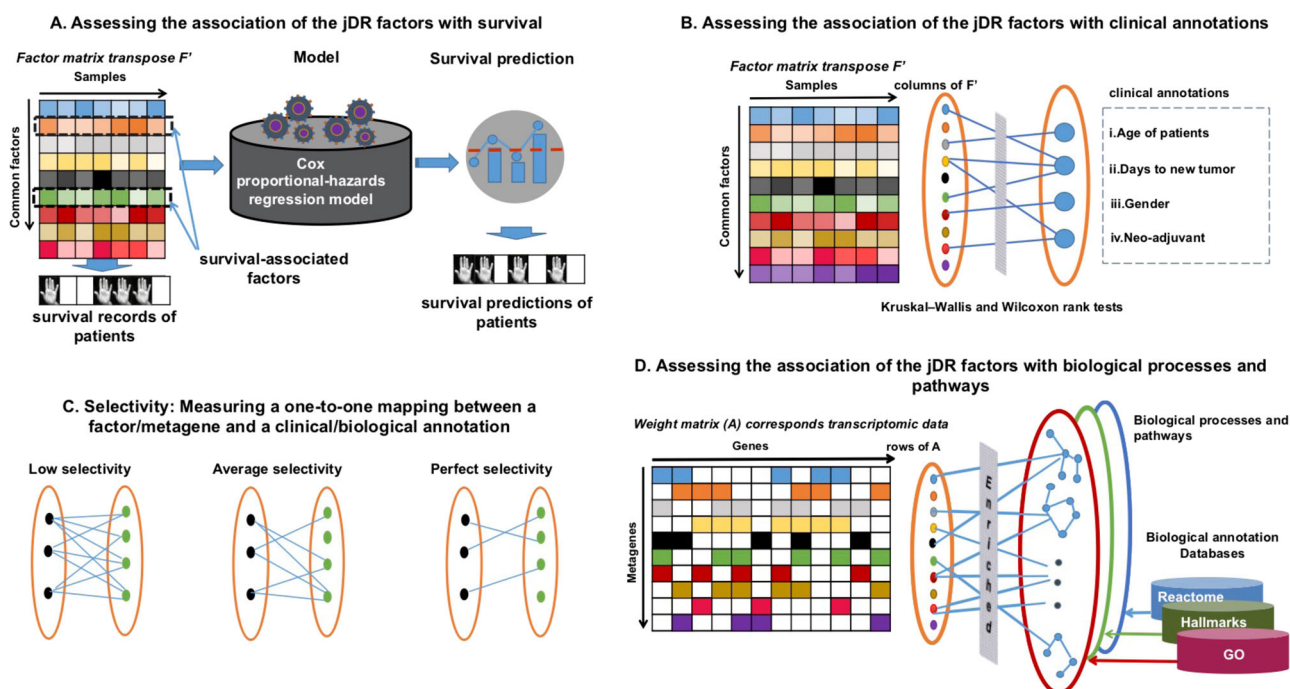 A. Assessing the association of the jDR factors with survival
Factor matrix transpose F’
Samples
Common factors
Model
Cox
proportional-hazards
regression model
Survival prediction
survival-associated
factors
survival records of
patients
survival predictions of
patients
B. Assessing the association of the jDR factors with clinical annotations
Factor matrix transpose F’
Samples
columns of F’
Common factors
clinical annotations
i.Age of patients
ii.Days to new tumor
iii.Gender
iv.Neo-adjuvant
Kruskal–Wallis and Wilcoxon rank tests
C. Selectivity: Measuring a one-to-one mapping between a
factor/metagene and a clinical/biological annotation
Low selectivity
Average selectivity
Perfect selectivity
D. Assessing the association of the jDR factors with biological processes and
pathways
Weight matrix (A) corresponds transcriptomic data
Genes
rows of A
Metagenes
Enriched
Biological processes and
pathways
Biological annotation
Databases
Reactome
Hallmarks
GO